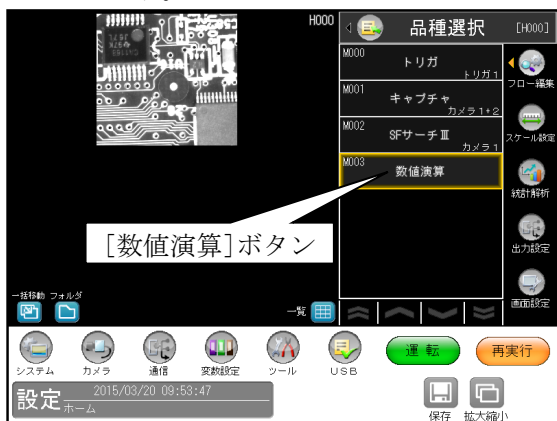 H000
品種選択
[H000]
M000
トリガ
トリガ1
M001
キャプチャ
カメラ1+2
M002
SFサーチⅢ
カメラ1
M003
数値演算
フロー編集
スケール設定
統計解析
出力設定
画面設定
[数値演算]ボタン
一括移動
フォルダ
一覧
システム
カメラ
通信
変数設定
ツール
USB
運転
再実行
設定
2015/03/20 09:53:47
ホーム
保存
拡大縮小